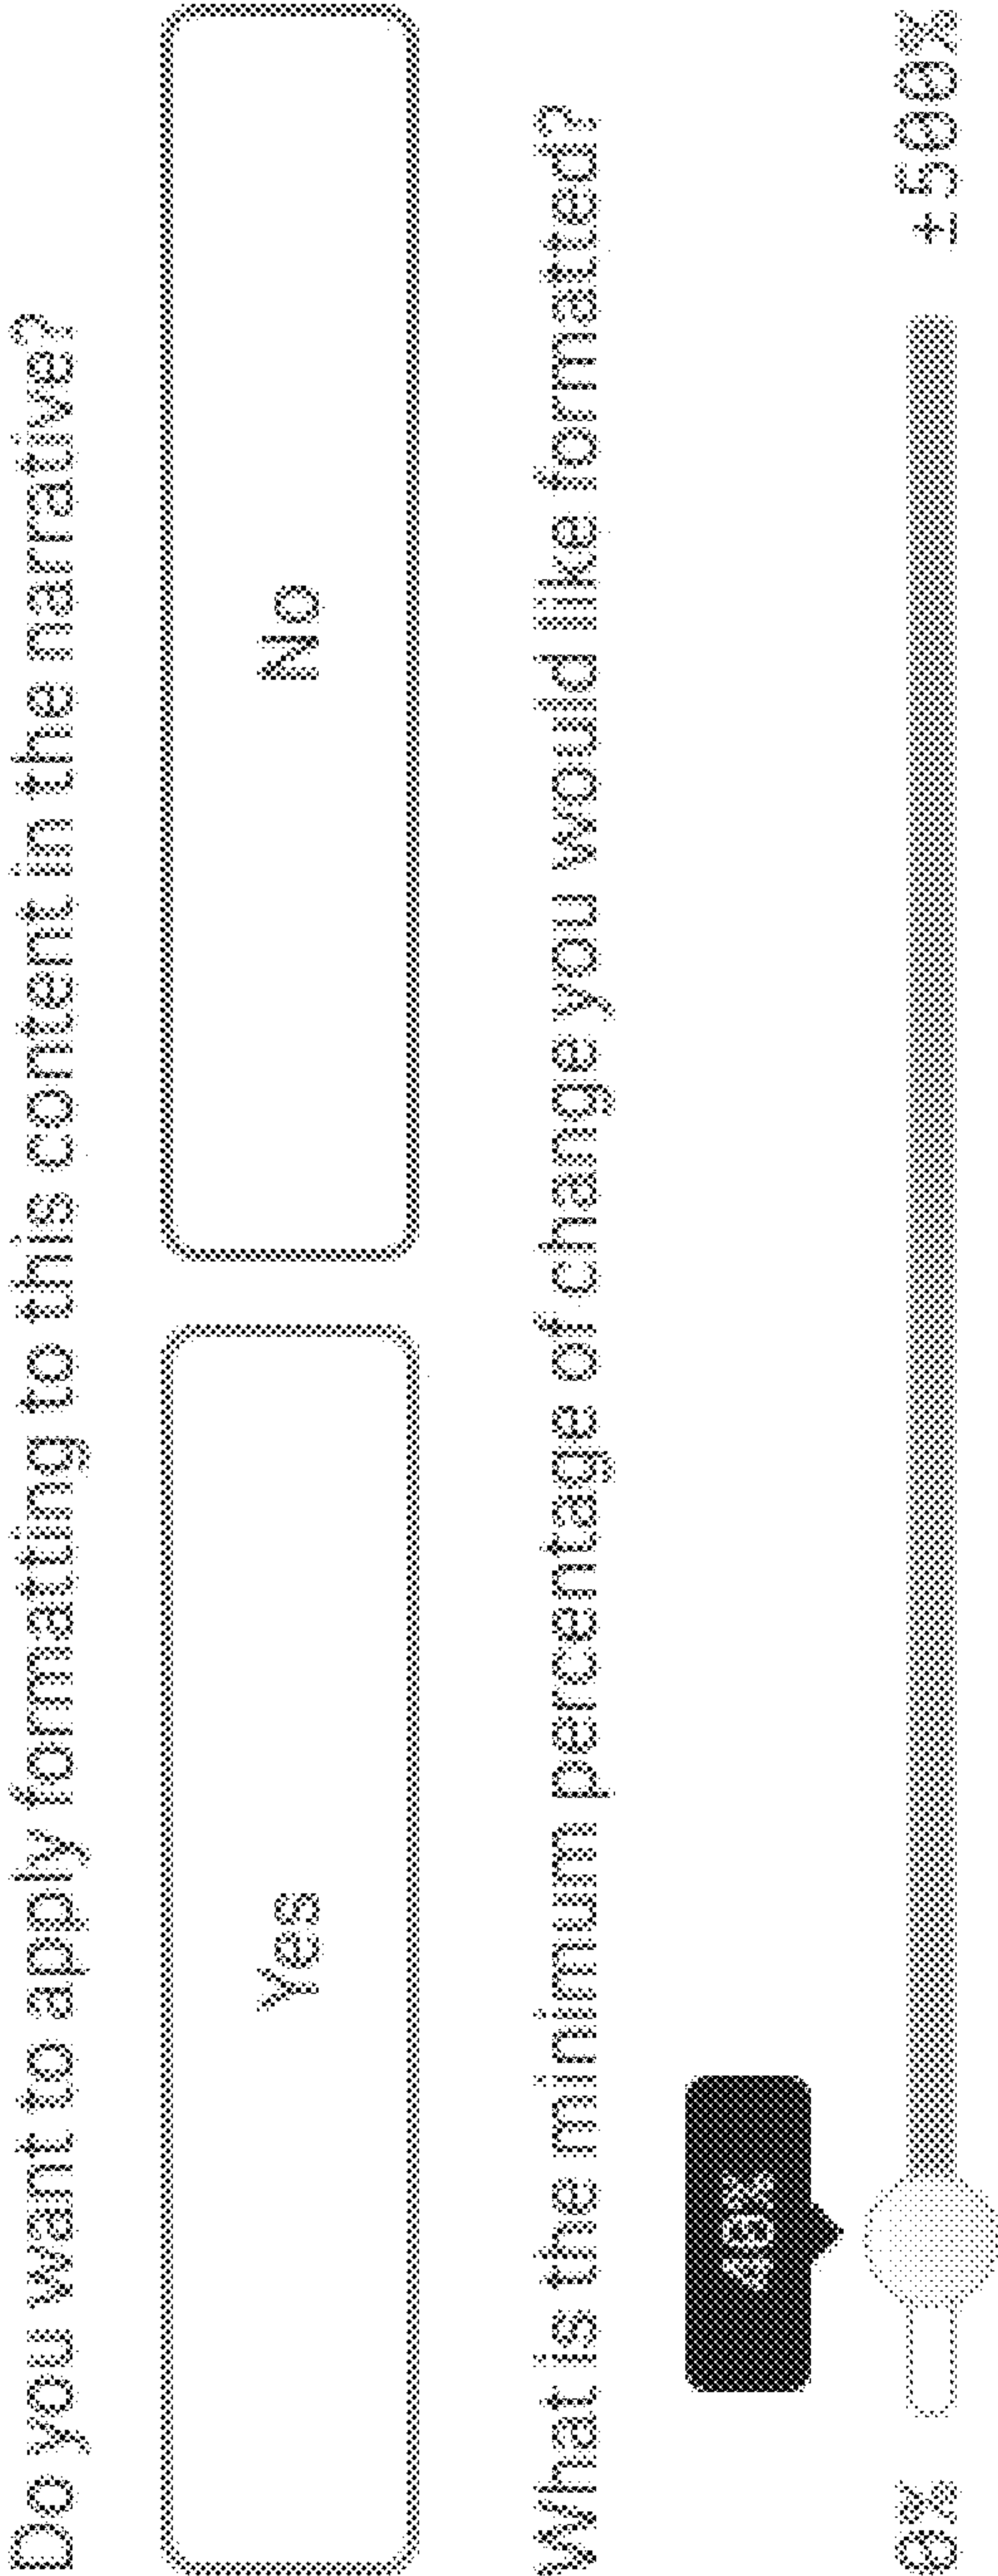 Do you want to apply formatting to this content in the narrative?
Yes
No
What is the minimum percentage of change you would like formatted?
40%
0%
±500%